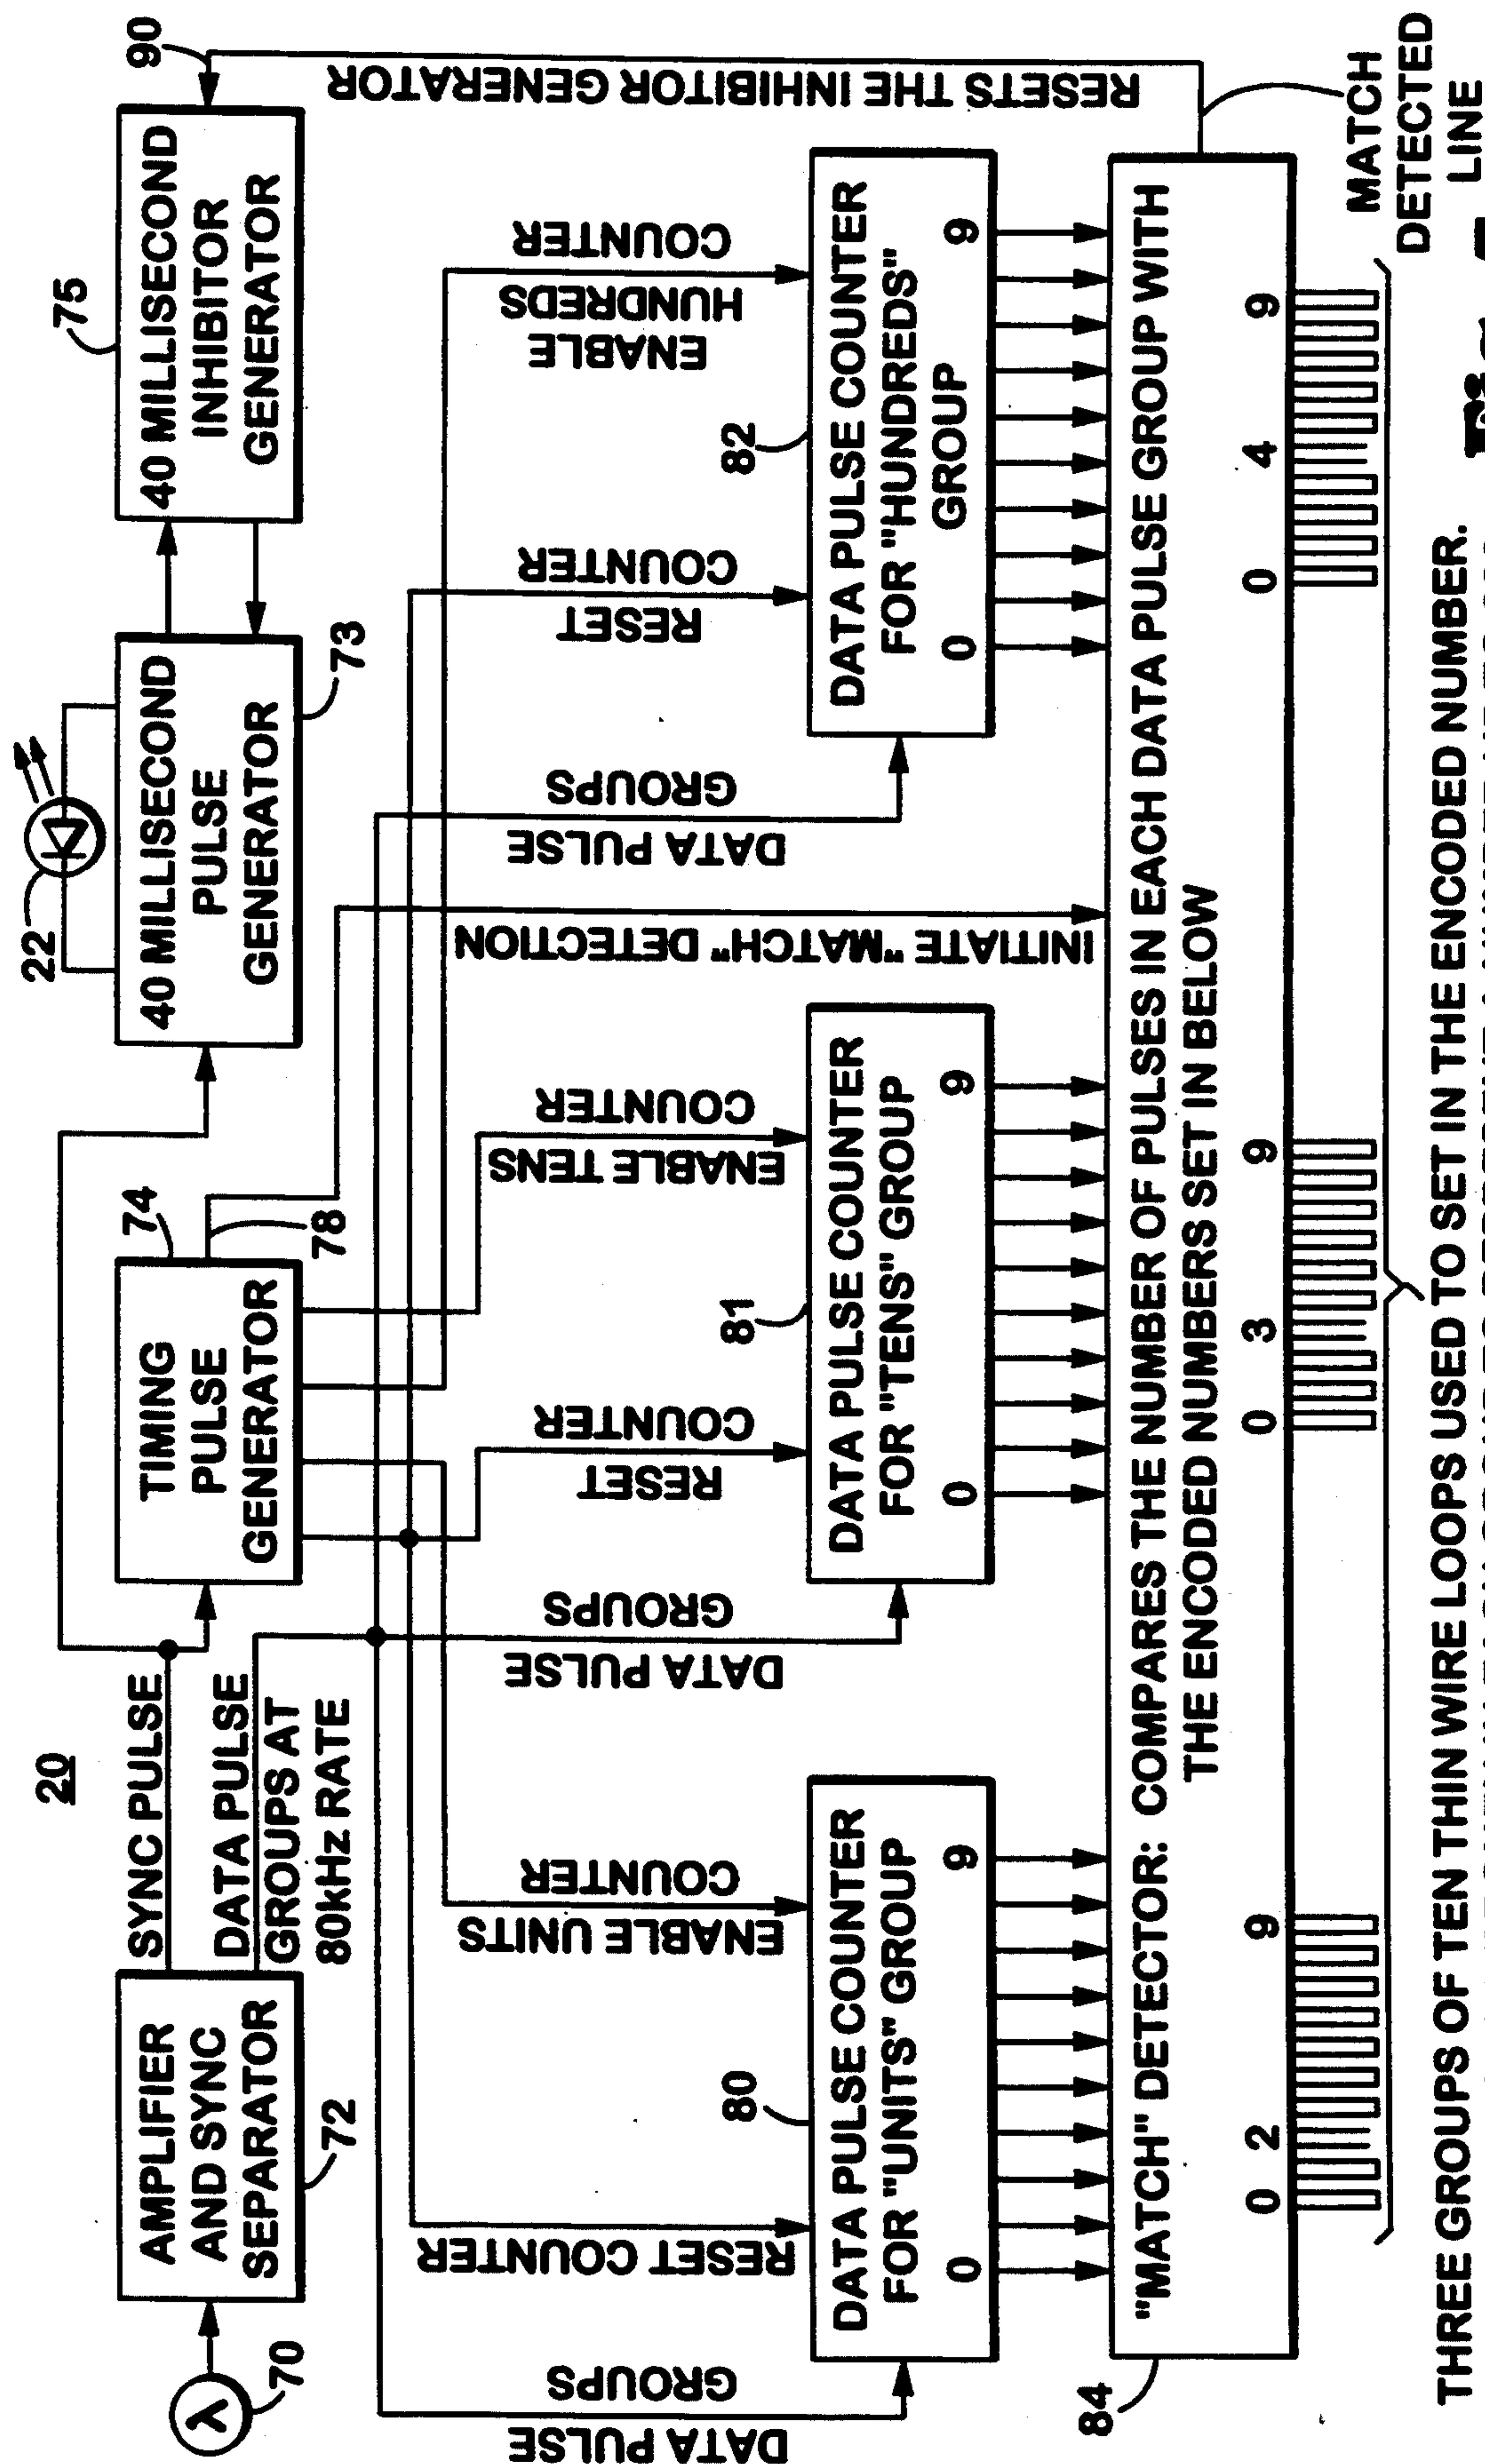 20
22
75
90
AMPLIFIER
AND SYNC
SEPARATOR
72
70
λ
SYNC PULSE
DATA PULSE
GROUPS AT
80kHz RATE
TIMING
PULSE
GENERATOR
74
78
40 MILLISECOND
PULSE
GENERATOR
73
40 MILLISECOND
INHIBITOR
GENERATOR
DATA PULSE
GROUPS
RESET COUNTER
ENABLE UNITS
COUNTER
DATA PULSE
GROUPS
RESET
COUNTER
ENABLE TENS
COUNTER
INITIATE "MATCH" DETECTION
DATA PULSE
GROUPS
RESET
COUNTER
ENABLE
HUNDREDS
COUNTER
RESETS THE INHIBITOR GENERATOR
80
DATA PULSE COUNTER
FOR "UNITS" GROUP
0 9
81
DATA PULSE COUNTER
FOR "TENS" GROUP
0 9
82
DATA PULSE COUNTER
FOR "HUNDREDS"
GROUP
0 9
84
"MATCH" DETECTOR: COMPARES THE NUMBER OF PULSES IN EACH DATA PULSE GROUP WITH
THE ENCODED NUMBERS SET IN BELOW
0 2 9
0 3 9
0 4 9
MATCH
DETECTED
LINE
THREE GROUPS OF TEN THIN WIRE LOOPS USED TO SET IN THE ENCODED NUMBER.